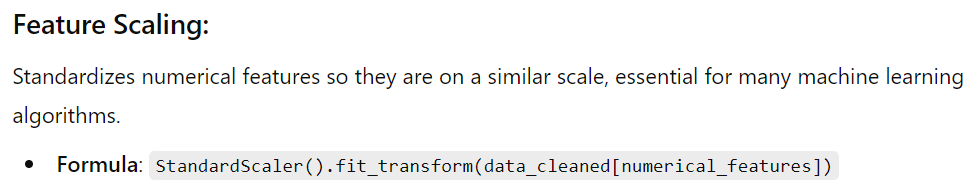 Feature Scaling:
Standardizes numerical features so they are on a similar scale, essential for many machine learning
algorithms.
• Formula: StandardScaler().fit_transform(data_cleaned[numerical_features])